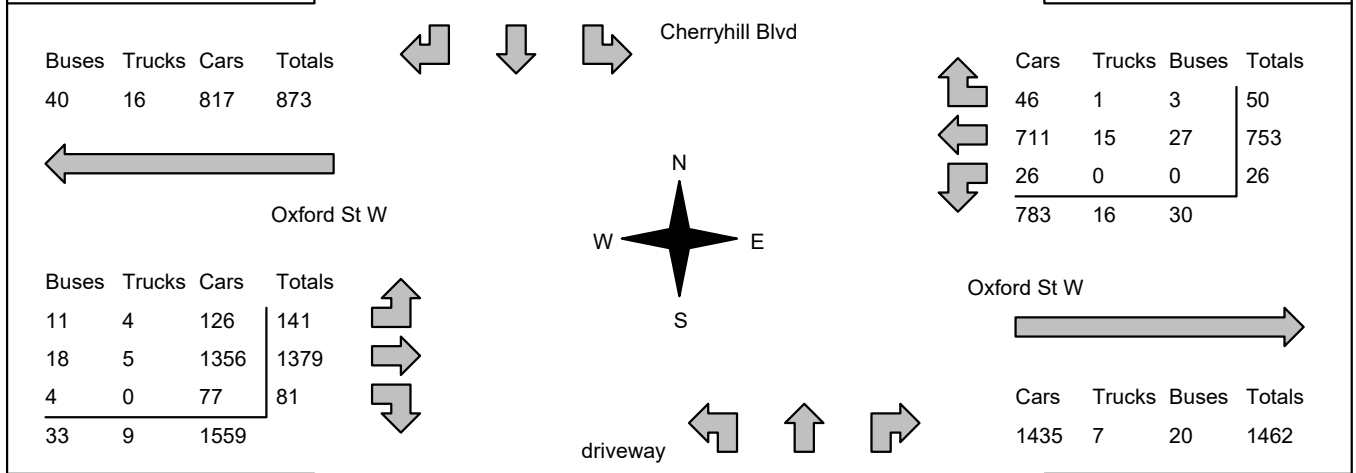 Cherryhill Blvd
Buses Trucks Cars Totals
40 16 817 873
Cars Trucks Buses Totals
46 1 3 50
711 15 27 753
26 0 0 26
783 16 30
N
W E
S
Oxford St W
Buses Trucks Cars Totals
11 4 126 141
18 5 1356 1379
4 0 77 81
33 9 1559
Oxford St W
Cars Trucks Buses Totals
1435 7 20 1462
driveway